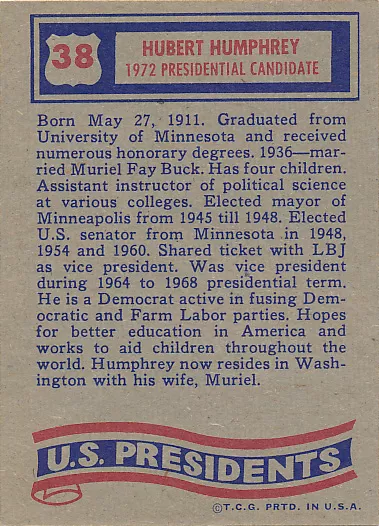 38
HUBERT HUMPHREY
1972 PRESIDENTIAL CANDIDATE
Born May 27, 1911. Graduated from
University of Minnesota and received
numerous honorary degrees. 1936—mar-
ried Muriel Fay Buck. Has four children.
Assistant instructor of political science
at various colleges. Elected mayor of
Minneapolis from 1945 till 1948. Elected
U.S. senator from Minnesota in 1948,
1954 and 1960. Shared ticket with LBJ
as vice president. Was vice president
during 1964 to 1968 presidential term.
He is a Democrat active in fusing Dem-
ocratic and Farm Labor parties. Hopes
for better education in America and
works to aid children throughout the
world. Humphrey now resides in Wash-
ington with his wife, Muriel.
U.S. PRESIDENTS
©T.C.G. PRTD. IN U.S.A.